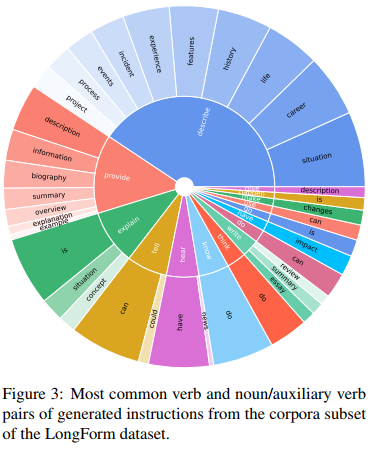 features
history
life
career
situation
experience
incident
events
process
project
describe
description
information
biography
summary
overview
explanation
example
provide
is
situation
concept
explain
can
could
tell
have
news
hear
do
know
do
think
essay
summary
review
write
can
do
impact
is
can
changes
make
is
description
Figure 3: Most common verb and noun/auxiliary verb
pairs of generated instructions from the corpora subset
of the LongForm dataset.